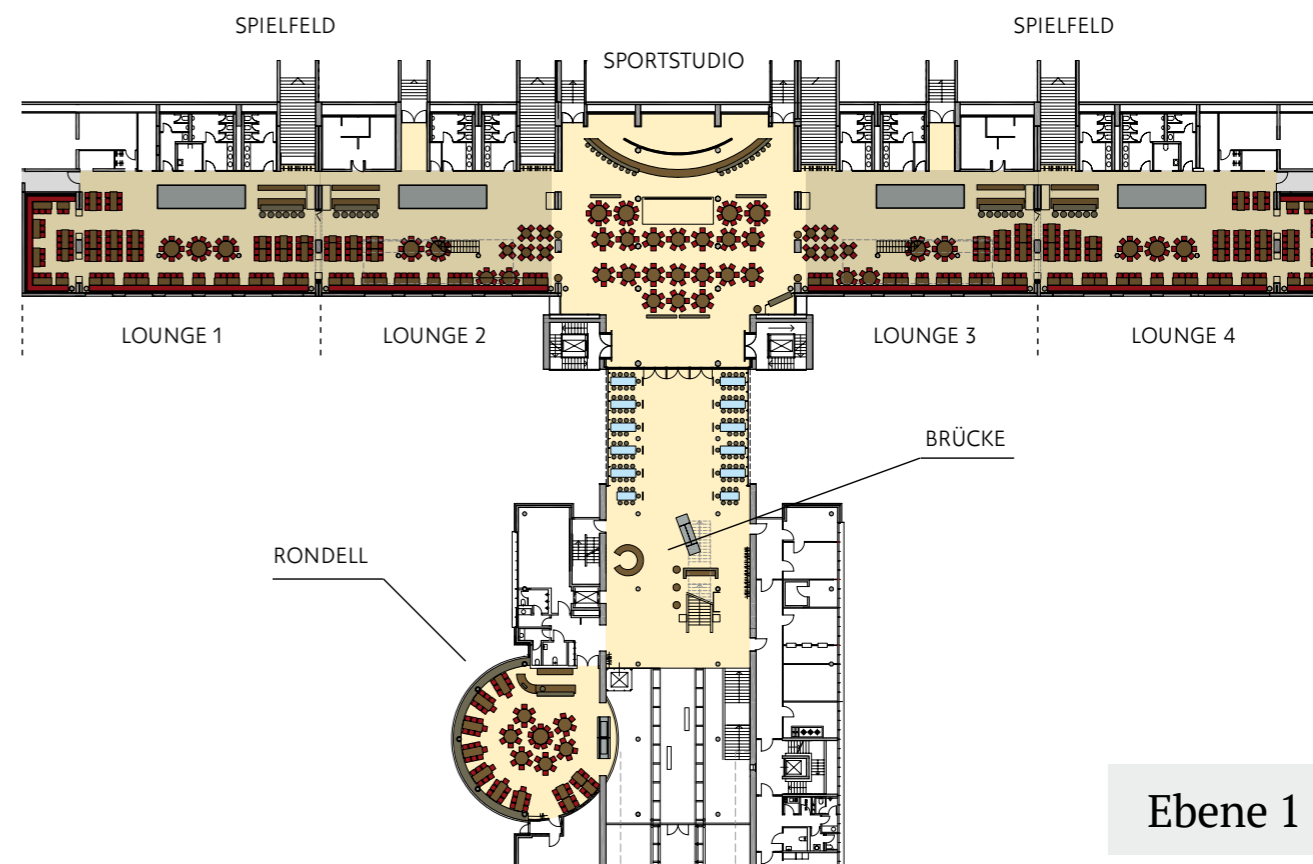 SPIELFELD
SPIELFELD
SPORTSTUDIO
LOUNGE 1
LOUNGE 2
LOUNGE 3
LOUNGE 4
BRÜCKE
RONDELL
Ebene 1